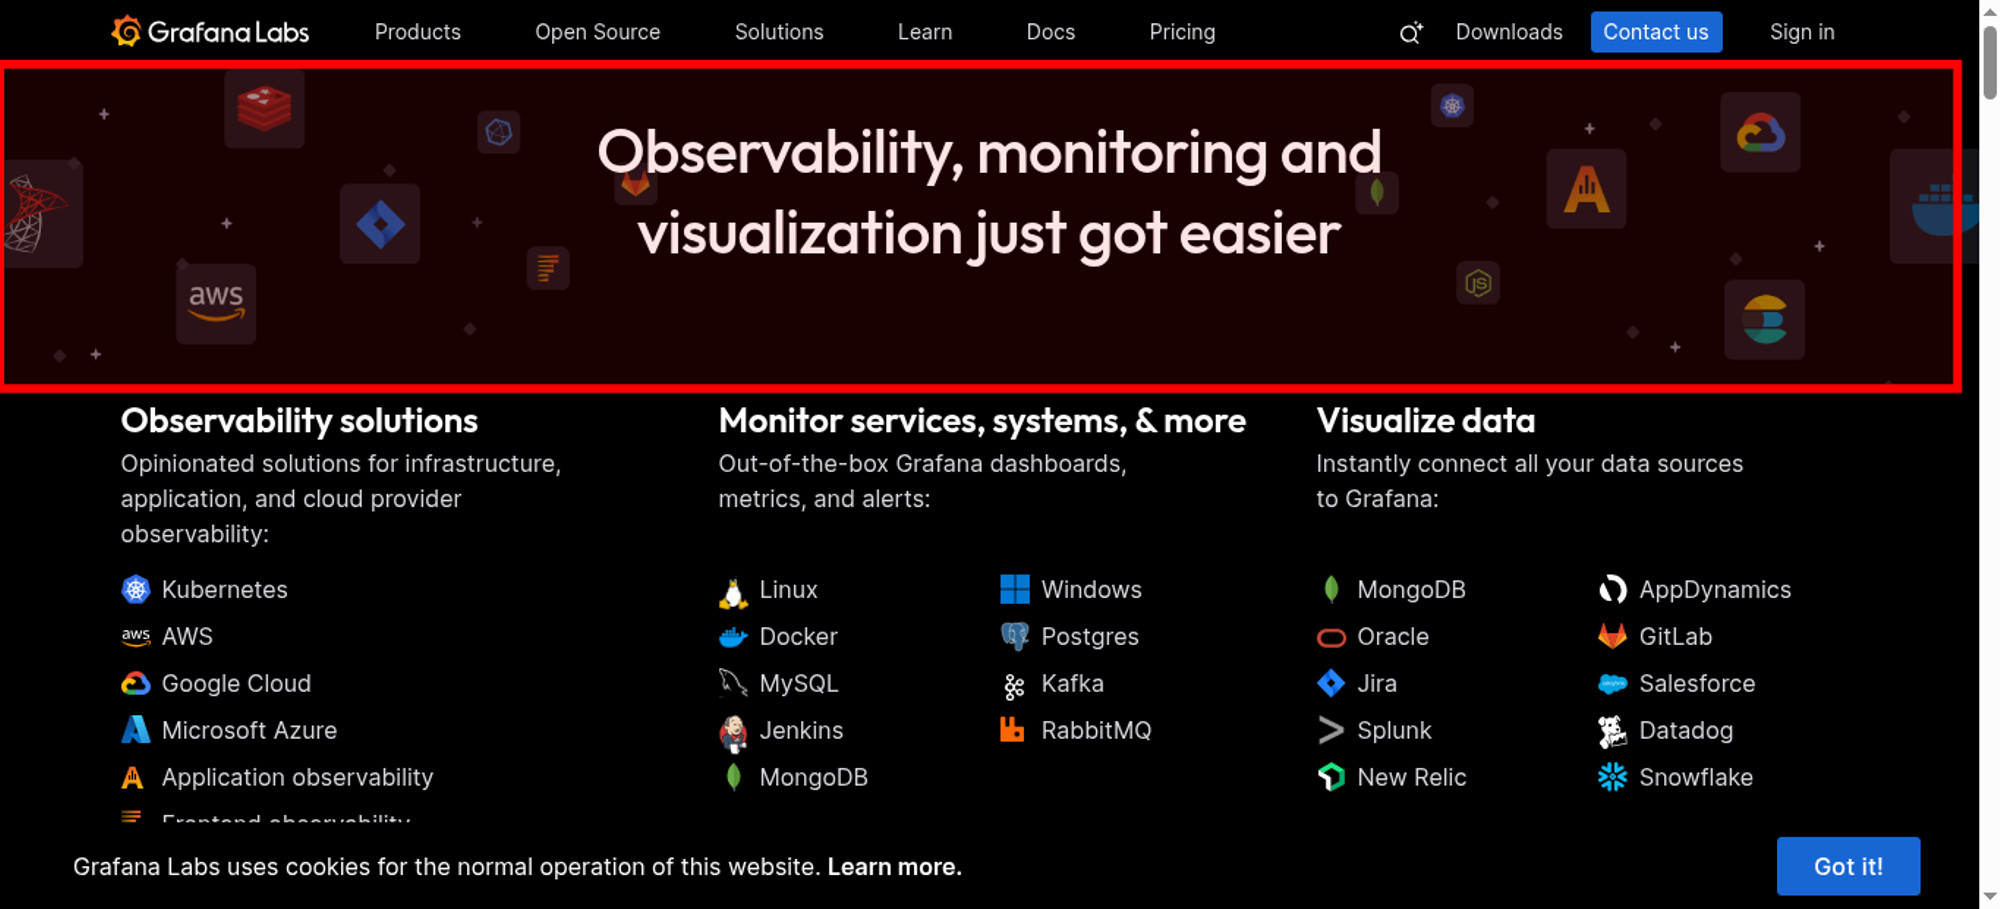 Grafana Labs
Products
Open Source
Solutions
Learn
Docs
Pricing
Downloads
Contact us
Sign in
Observability, monitoring and
visualization just got easier
aws
JS
Observability solutions
Opinionated solutions for infrastructure,
application, and cloud provider
observability:
Kubernetes
aws AWS
Google Cloud
Microsoft Azure
Application observability
Frontend observability
Monitor services, systems, & more
Out-of-the-box Grafana dashboards,
metrics, and alerts:
Linux
Docker
MySQL
Jenkins
MongoDB
Windows
Postgres
Kafka
RabbitMQ
Visualize data
Instantly connect all your data sources
to Grafana:
MongoDB
Oracle
Jira
Splunk
New Relic
AppDynamics
GitLab
Salesforce
Datadog
Snowflake
Grafana Labs uses cookies for the normal operation of this website. Learn more.
Got it!